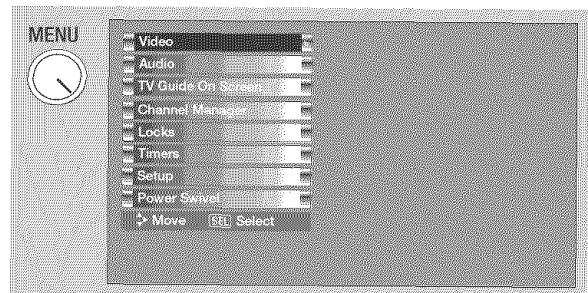 MENU
Video
Audio
TV Guide On Screen
Channel Manager
Locks
Timers
Setup
Power Swivel
Move SEL Select